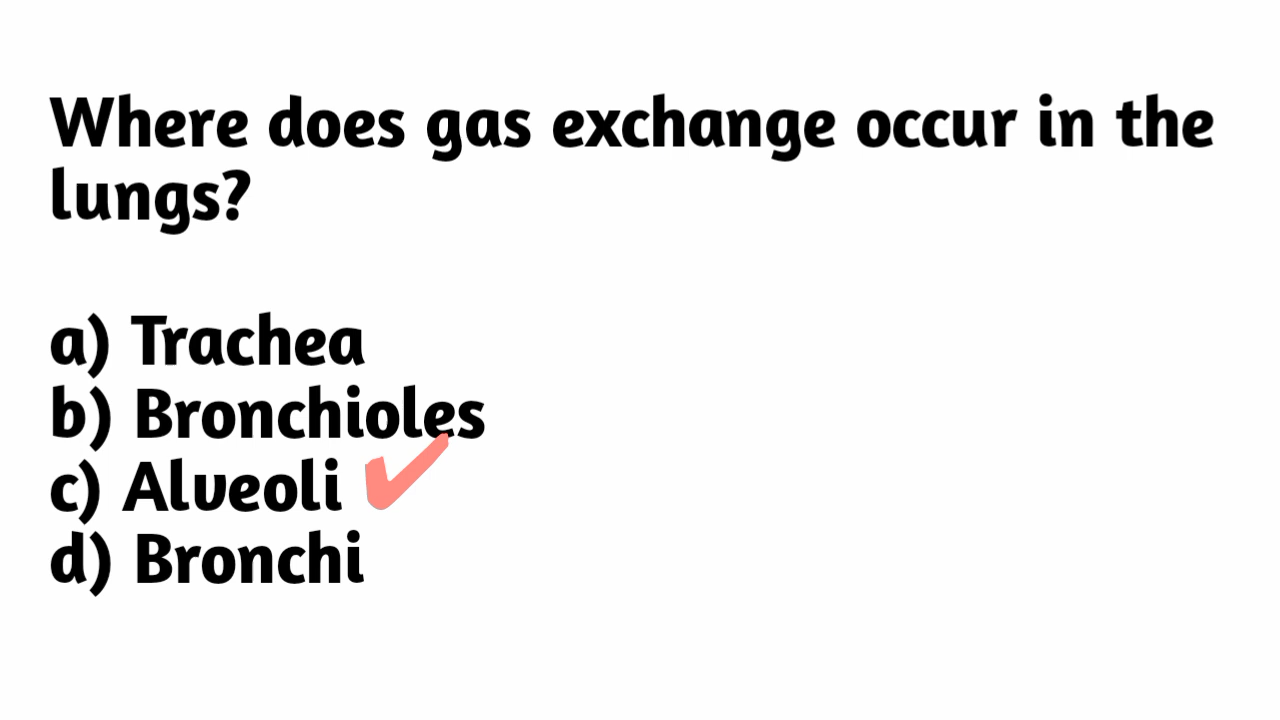 Where does gas exchange occur in the
lungs?
a) Trachea
b) Bronchioles
c) Alveoli
d) Bronchi